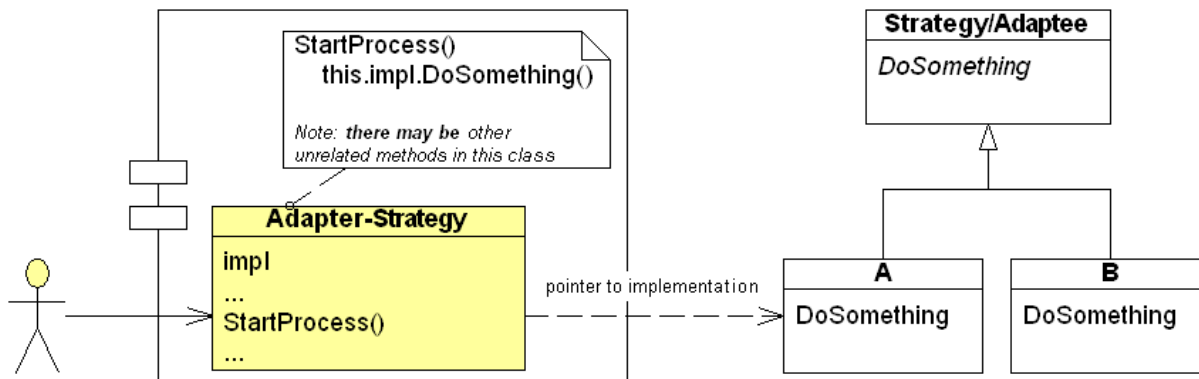 StartProcess()
this.impl.DoSomething()
Note: there may be other
unrelated methods in this class
Strategy/Adaptee
DoSomething
Adapter-Strategy
impl
...
StartProcess()
...
pointer to implementation
A
DoSomething
B
DoSomething